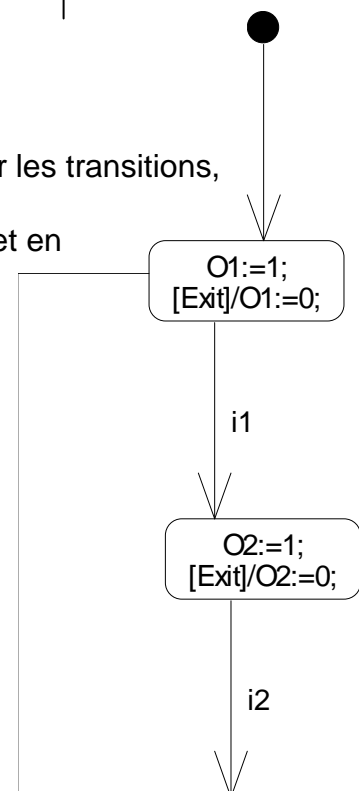 r les transitions,
et en
O1:=1;
[Exit]/O1:=0;
i1
O2:=1;
[Exit]/O2:=0;
i2